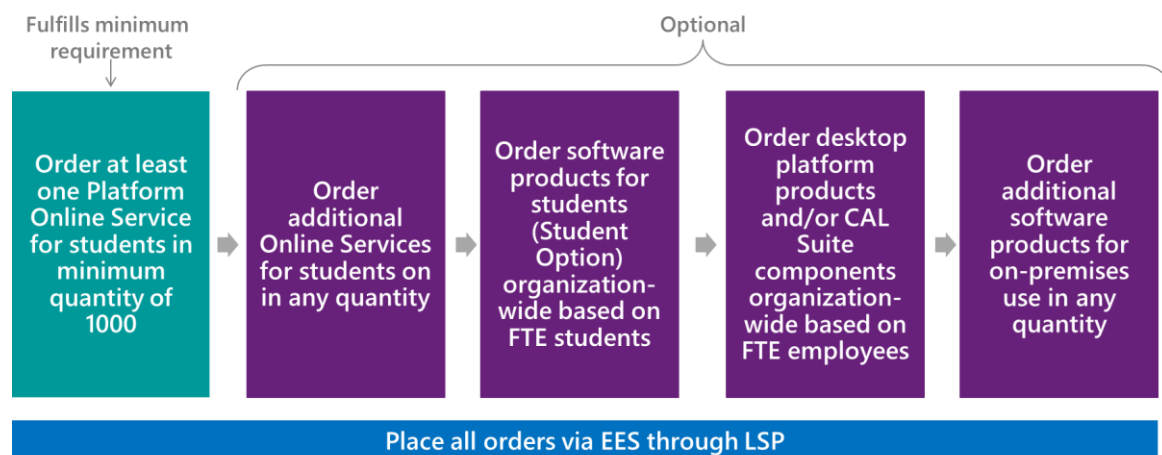 Fulfills minimum
requirement
Optional
Order at least
one Platform
Online Service
for students in
minimum
quantity of
1000
Order
additional
Online Services
for students on
in any quantity
Order software
products for
students
(Student
Option)
organization-
wide based on
FTE students
Order desktop
platform
products
and/or CAL
Suite
components
organization-
wide based on
FTE employees
Order
additional
software
products for
on-premises
use in any
quantity
Place all orders via EES through LSP